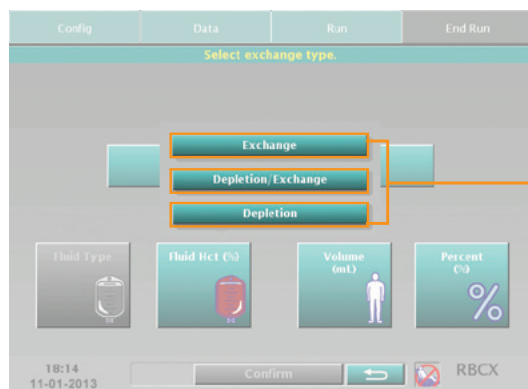 Config Data Run End Run
Select exchange type.
Exchange
Depletion/Exchange
Depletion
Fluid Type Fluid Hct (%) Volume (mL) Percent (%)
%
18:14
11-01-2013
Confirm
RBCX